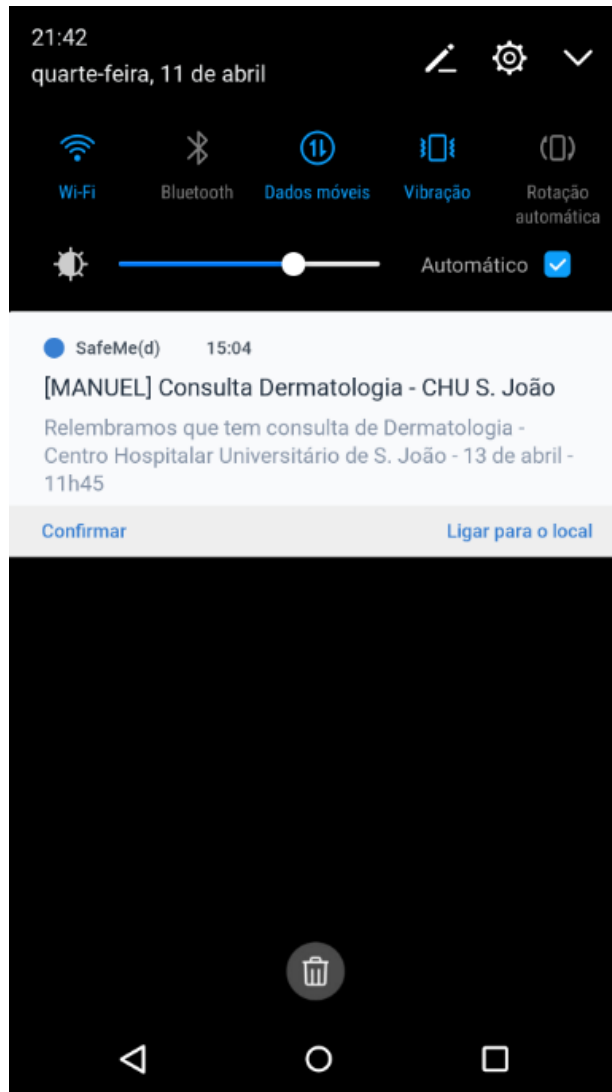 21:42
quarte-feira, 11 de abril
Wi-Fi
Bluetooth
Dados móveis
Vibração
Rotação
automática
Automático
SafeMe(d) 15:04
[MANUEL] Consulta Dermatologia - CHU S. João
Relembramos que tem consulta de Dermatologia -
Centro Hospitalar Universitário de S. João - 13 de abril -
11h45
Confirmar
Ligar para o local